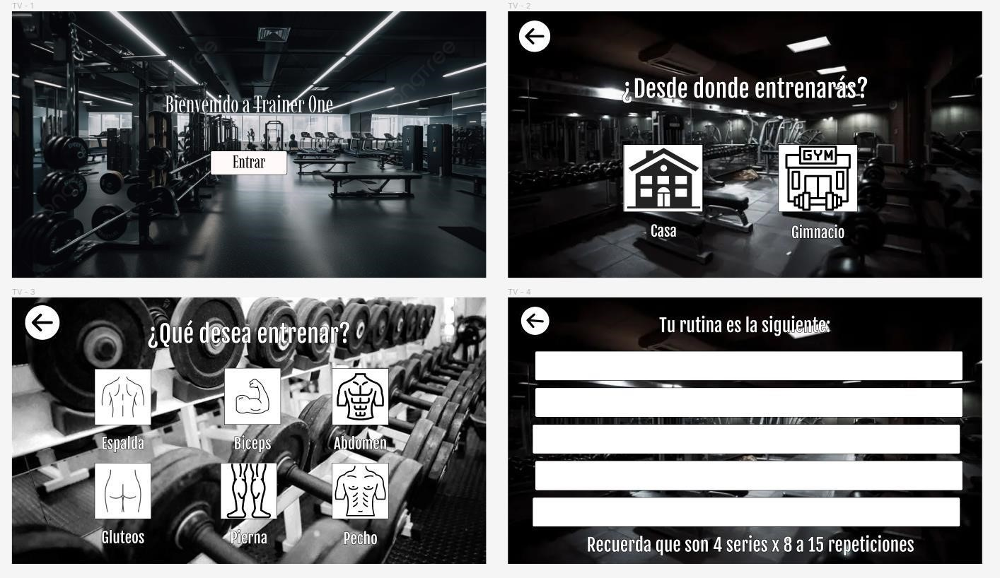 TV - 1
Bienvenido a Trainer One
Entrar
TV - 2
¿Desde donde entrenarás?
GYM
Casa
Gimnacio
TV - 3
¿Qué desea entrenar?
Espalda
Biceps
Abdomen
Gluteos
Pierna
Pecho
TV - 4
Tu rutina es la siguiente:
Recuerda que son 4 series x 8 a 15 repeticiones